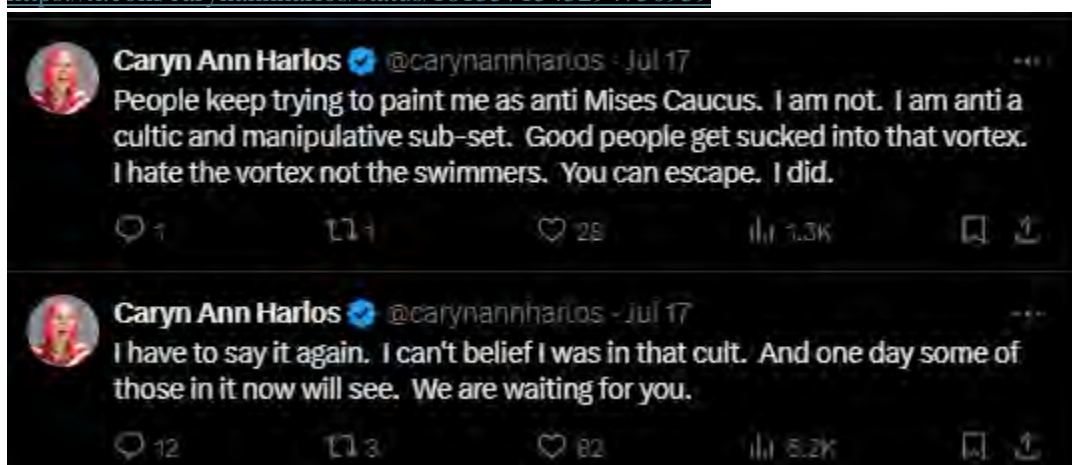 Caryn Ann Harlos @carynannharlos · Jul 17
People keep trying to paint me as anti Mises Caucus. I am not. I am anti a
cultic and manipulative sub-set. Good people get sucked into that vortex.
I hate the vortex not the swimmers. You can escape. I did.
1 1 28 1.3K
Caryn Ann Harlos @carynannharlos · Jul 17
I have to say it again. I can't belief I was in that cult. And one day some of
those in it now will see. We are waiting for you.
12 3 82 5.2K